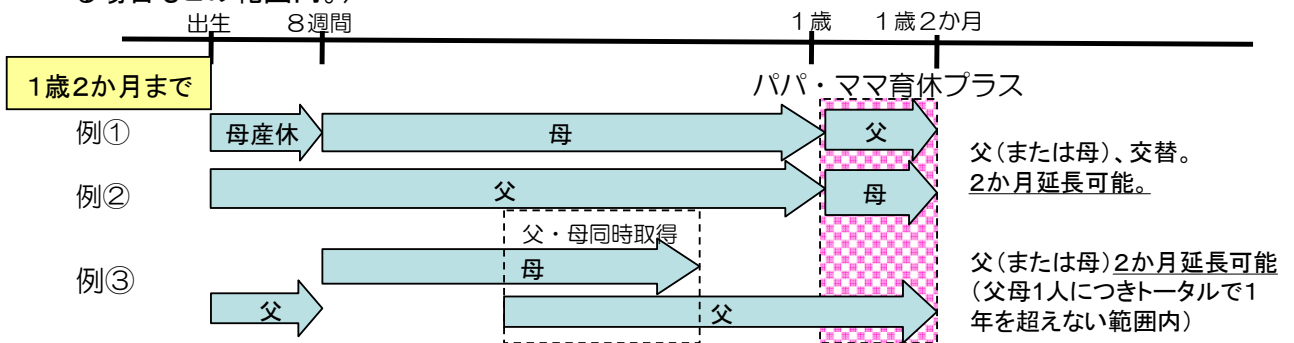 る場合もこの範囲内。)
出生 8週間 1歳 1歳2か月
1歳2か月まで
パパ・ママ育休プラス
例① 母産休 母 父
父(または母)、交替。
2か月延長可能。
例② 父 母
父・母同時取得
例③ 母
父(または母)2か月延長可能
(父母1人につきトータルで1
年を超えない範囲内)
父 父